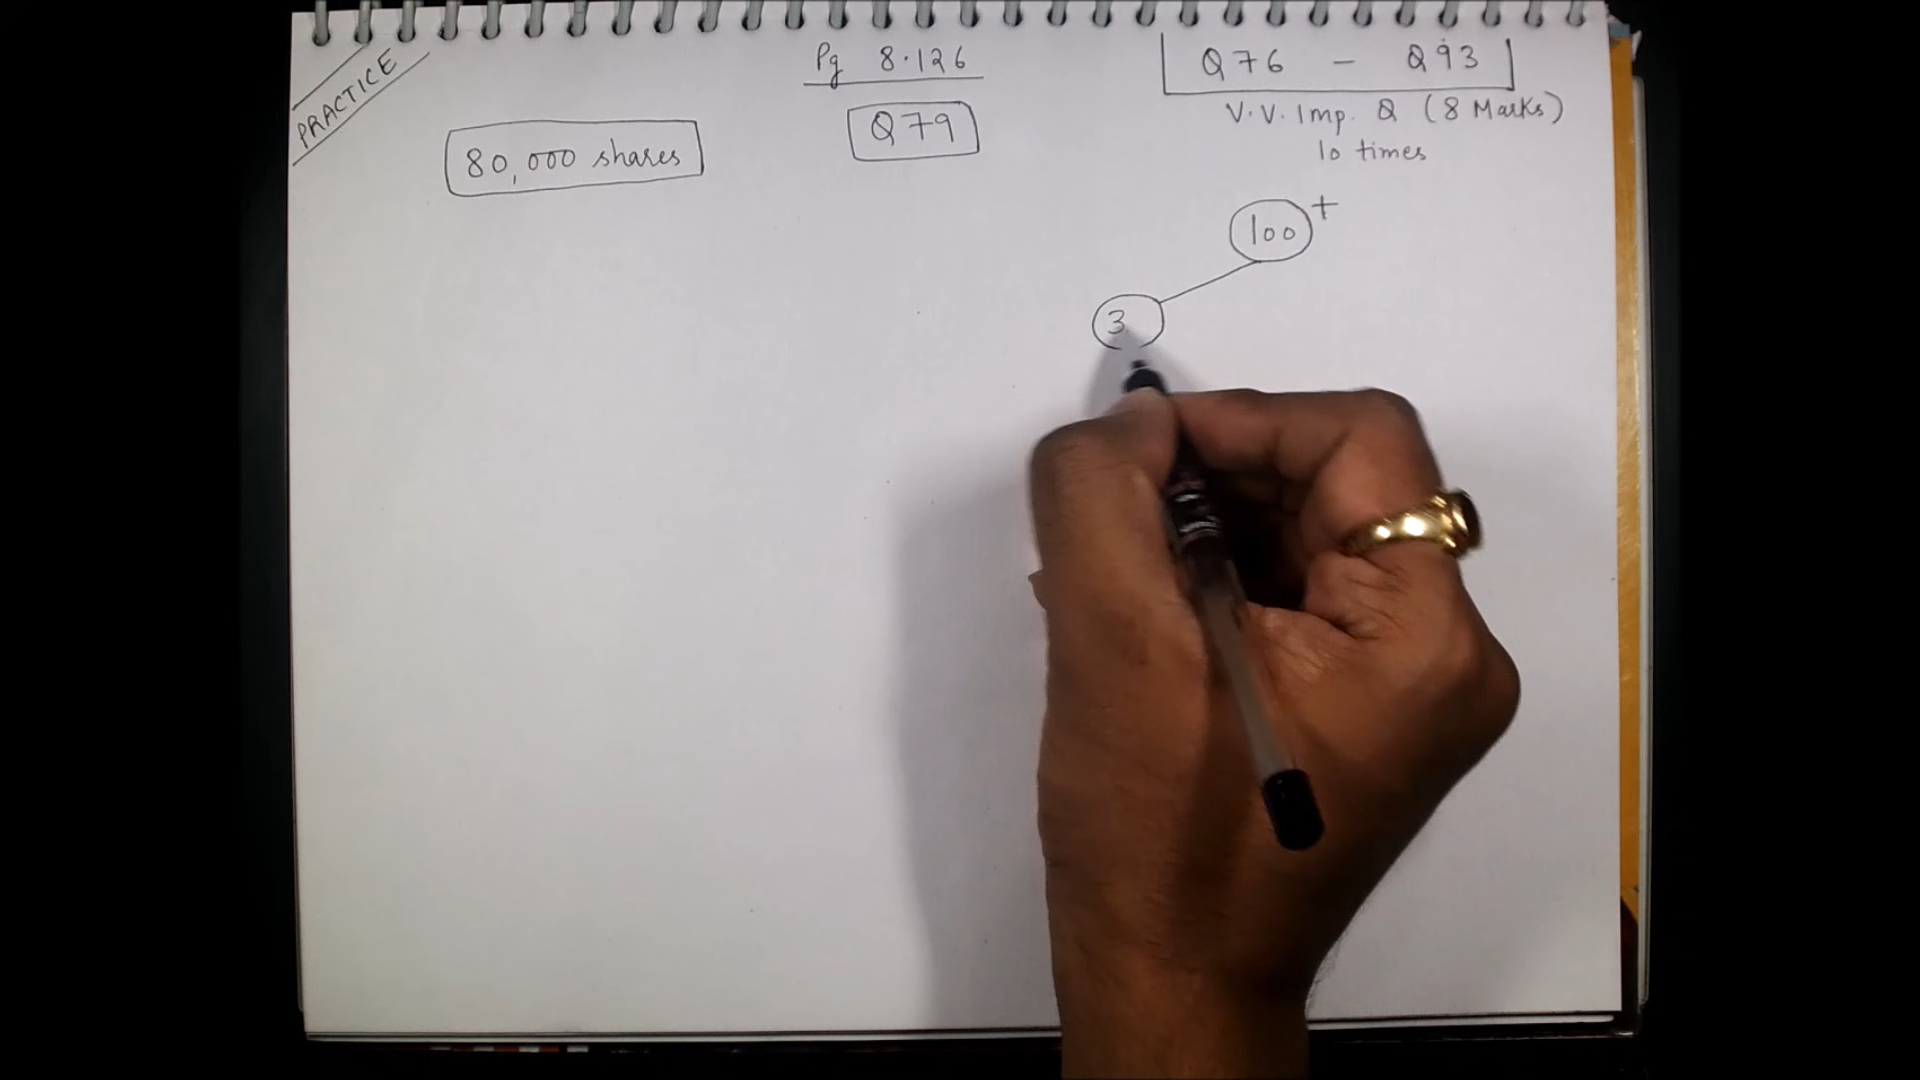 PRACTICE
Pg 8.126
Q76 - Q93
V.V. Imp. Q (8 Marks)
10 times
Q79
80,000 shares
100 +
3